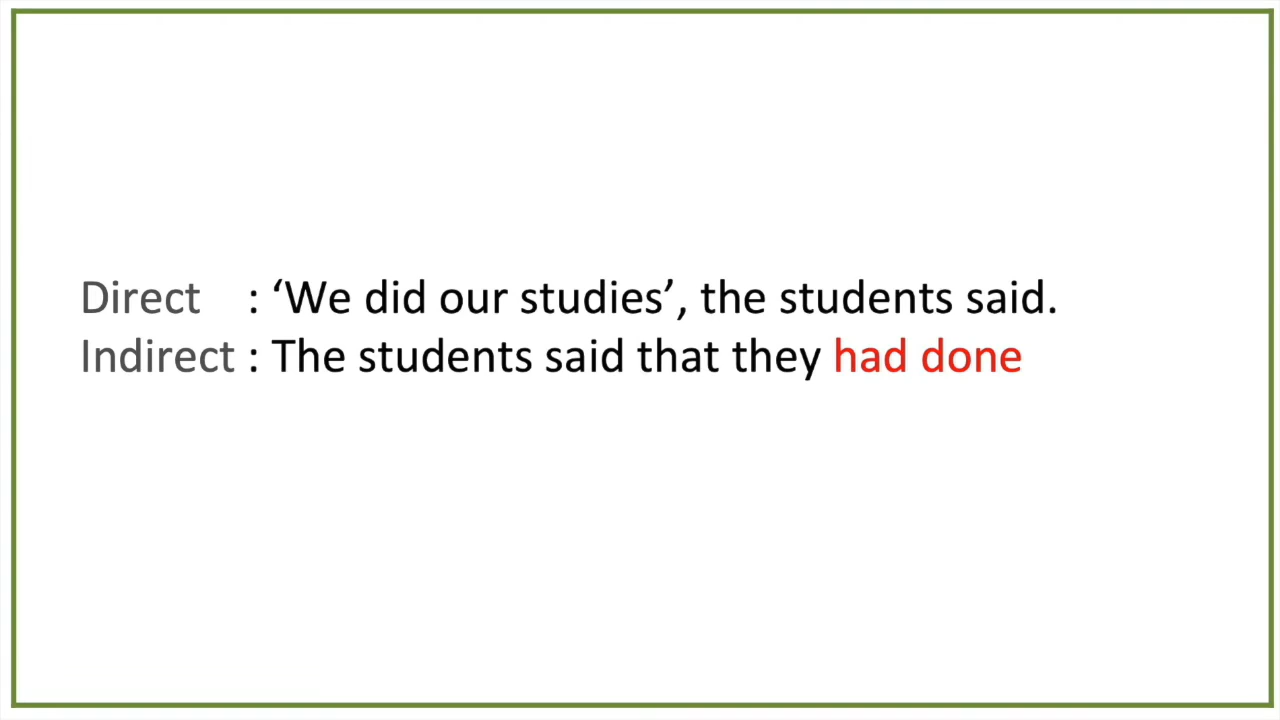 Direct : ‘We did our studies’, the students said.
Indirect : The students said that they had done